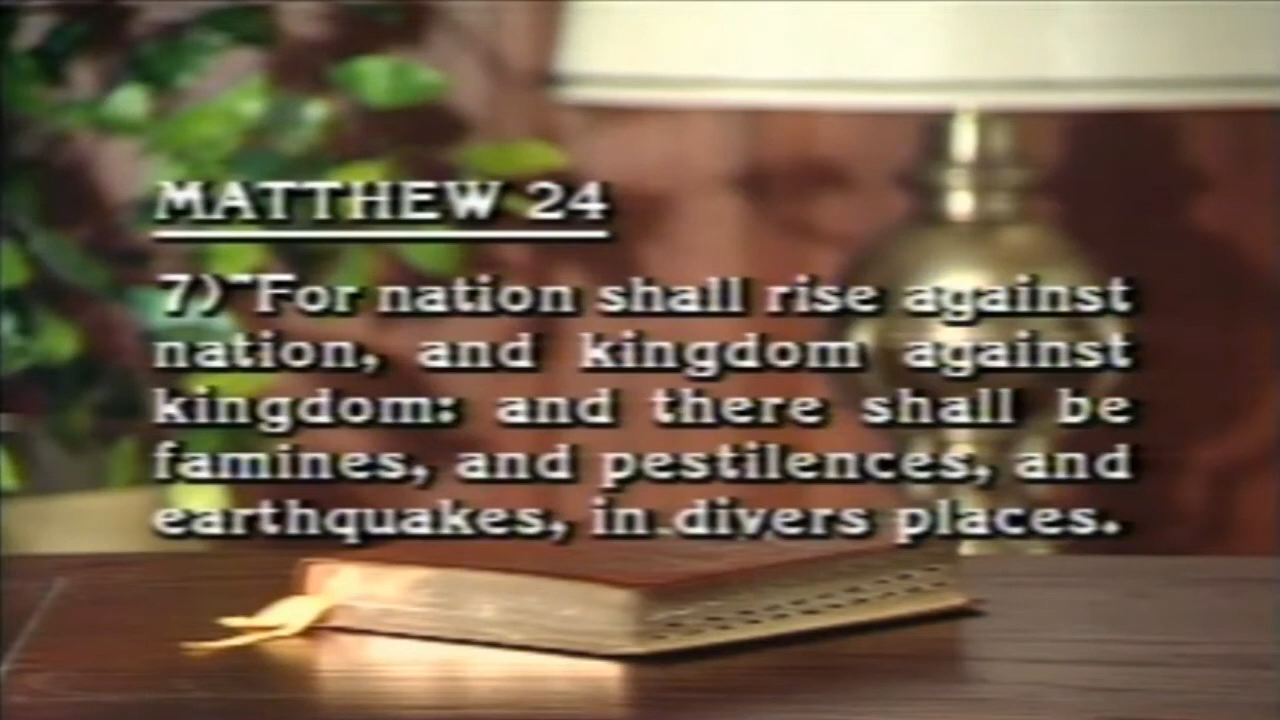 MATTHEW 24
7) "For nation shall rise against
nation, and kingdom against
kingdom: and there shall be
famines, and pestilences, and
earthquakes, in divers places.